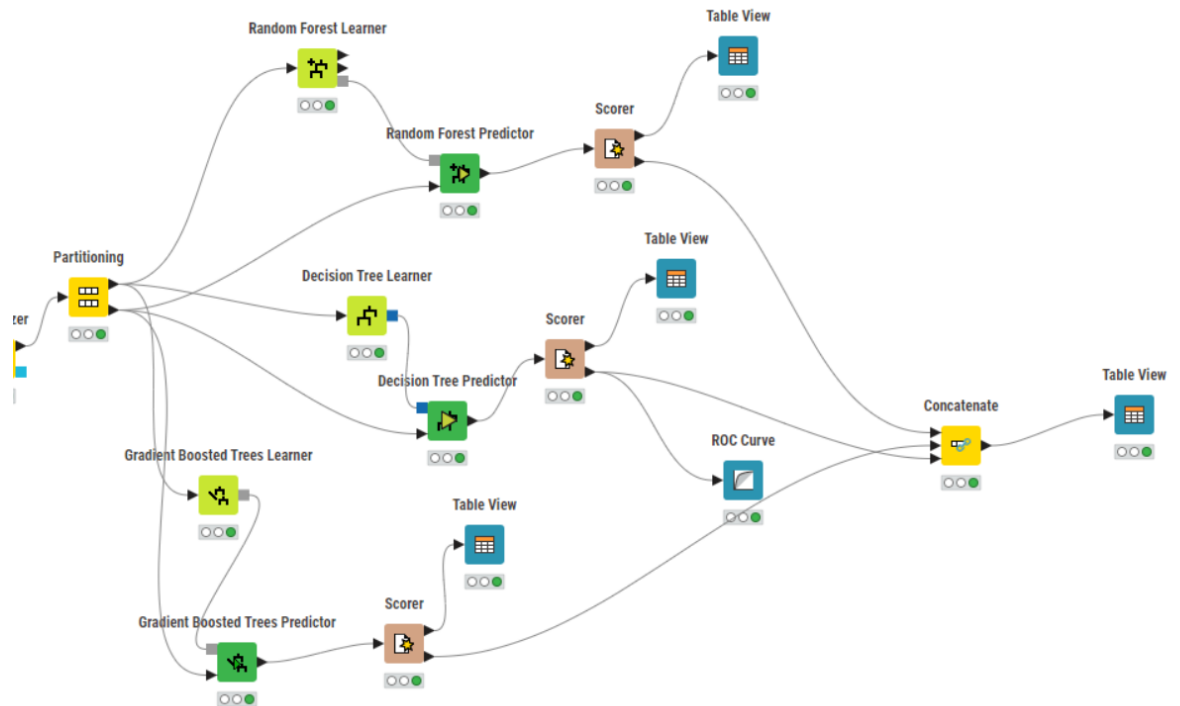 Table View
Random Forest Learner
Scorer
Random Forest Predictor
Table View
Partitioning
Decision Tree Learner
zer
Scorer
Table View
Decision Tree Predictor
Concatenate
ROC Curve
Gradient Boosted Trees Learner
Table View
Scorer
Gradient Boosted Trees Predictor